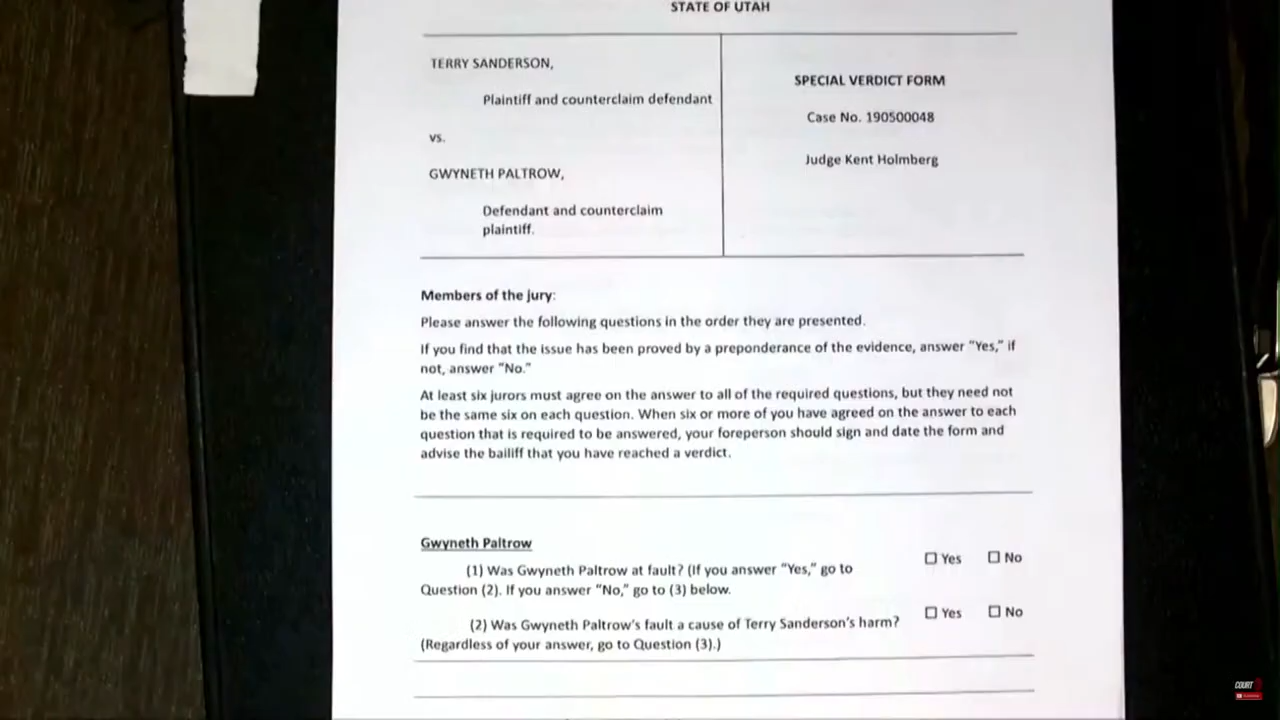 STATE OF UTAH
TERRY SANDERSON,
Plaintiff and counterclaim defendant
vs.
GWYNETH PALTROW,
Defendant and counterclaim
plaintiff.
SPECIAL VERDICT FORM
Case No. 190500048
Judge Kent Holmberg
Members of the jury:
Please answer the following questions in the order they are presented.
If you find that the issue has been proved by a preponderance of the evidence, answer “Yes,” if
not, answer “No.”
At least six jurors must agree on the answer to all of the required questions, but they need not
be the same six on each question. When six or more of you have agreed on the answer to each
question that is required to be answered, your foreperson should sign and date the form and
advise the bailiff that you have reached a verdict.
Gwyneth Paltrow
(1) Was Gwyneth Paltrow at fault? (If you answer “Yes,” go to
Question (2). If you answer “No,” go to (3) below.
☐ Yes ☐ No
(2) Was Gwyneth Paltrow’s fault a cause of Terry Sanderson’s harm?
(Regardless of your answer, go to Question (3).)
☐ Yes ☐ No
COURT